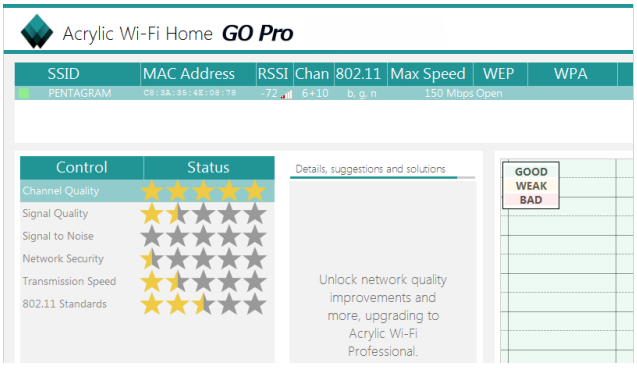 Acrylic Wi-Fi Home GO Pro
SSID MAC Address RSSI Chan 802.11 Max Speed WEP WPA
PENTAGRAM C8:3A:35:4E:08:78 -72 6+10 b, g, n 150 Mbps Open
Control Status
Details, suggestions and solutions
Channel Quality
Signal Quality
Signal to Noise
Network Security
Transmission Speed
802.11 Standards
Unlock network quality
improvements and
more, upgrading to
Acrylic Wi-Fi
Professional.
GOOD
WEAK
BAD